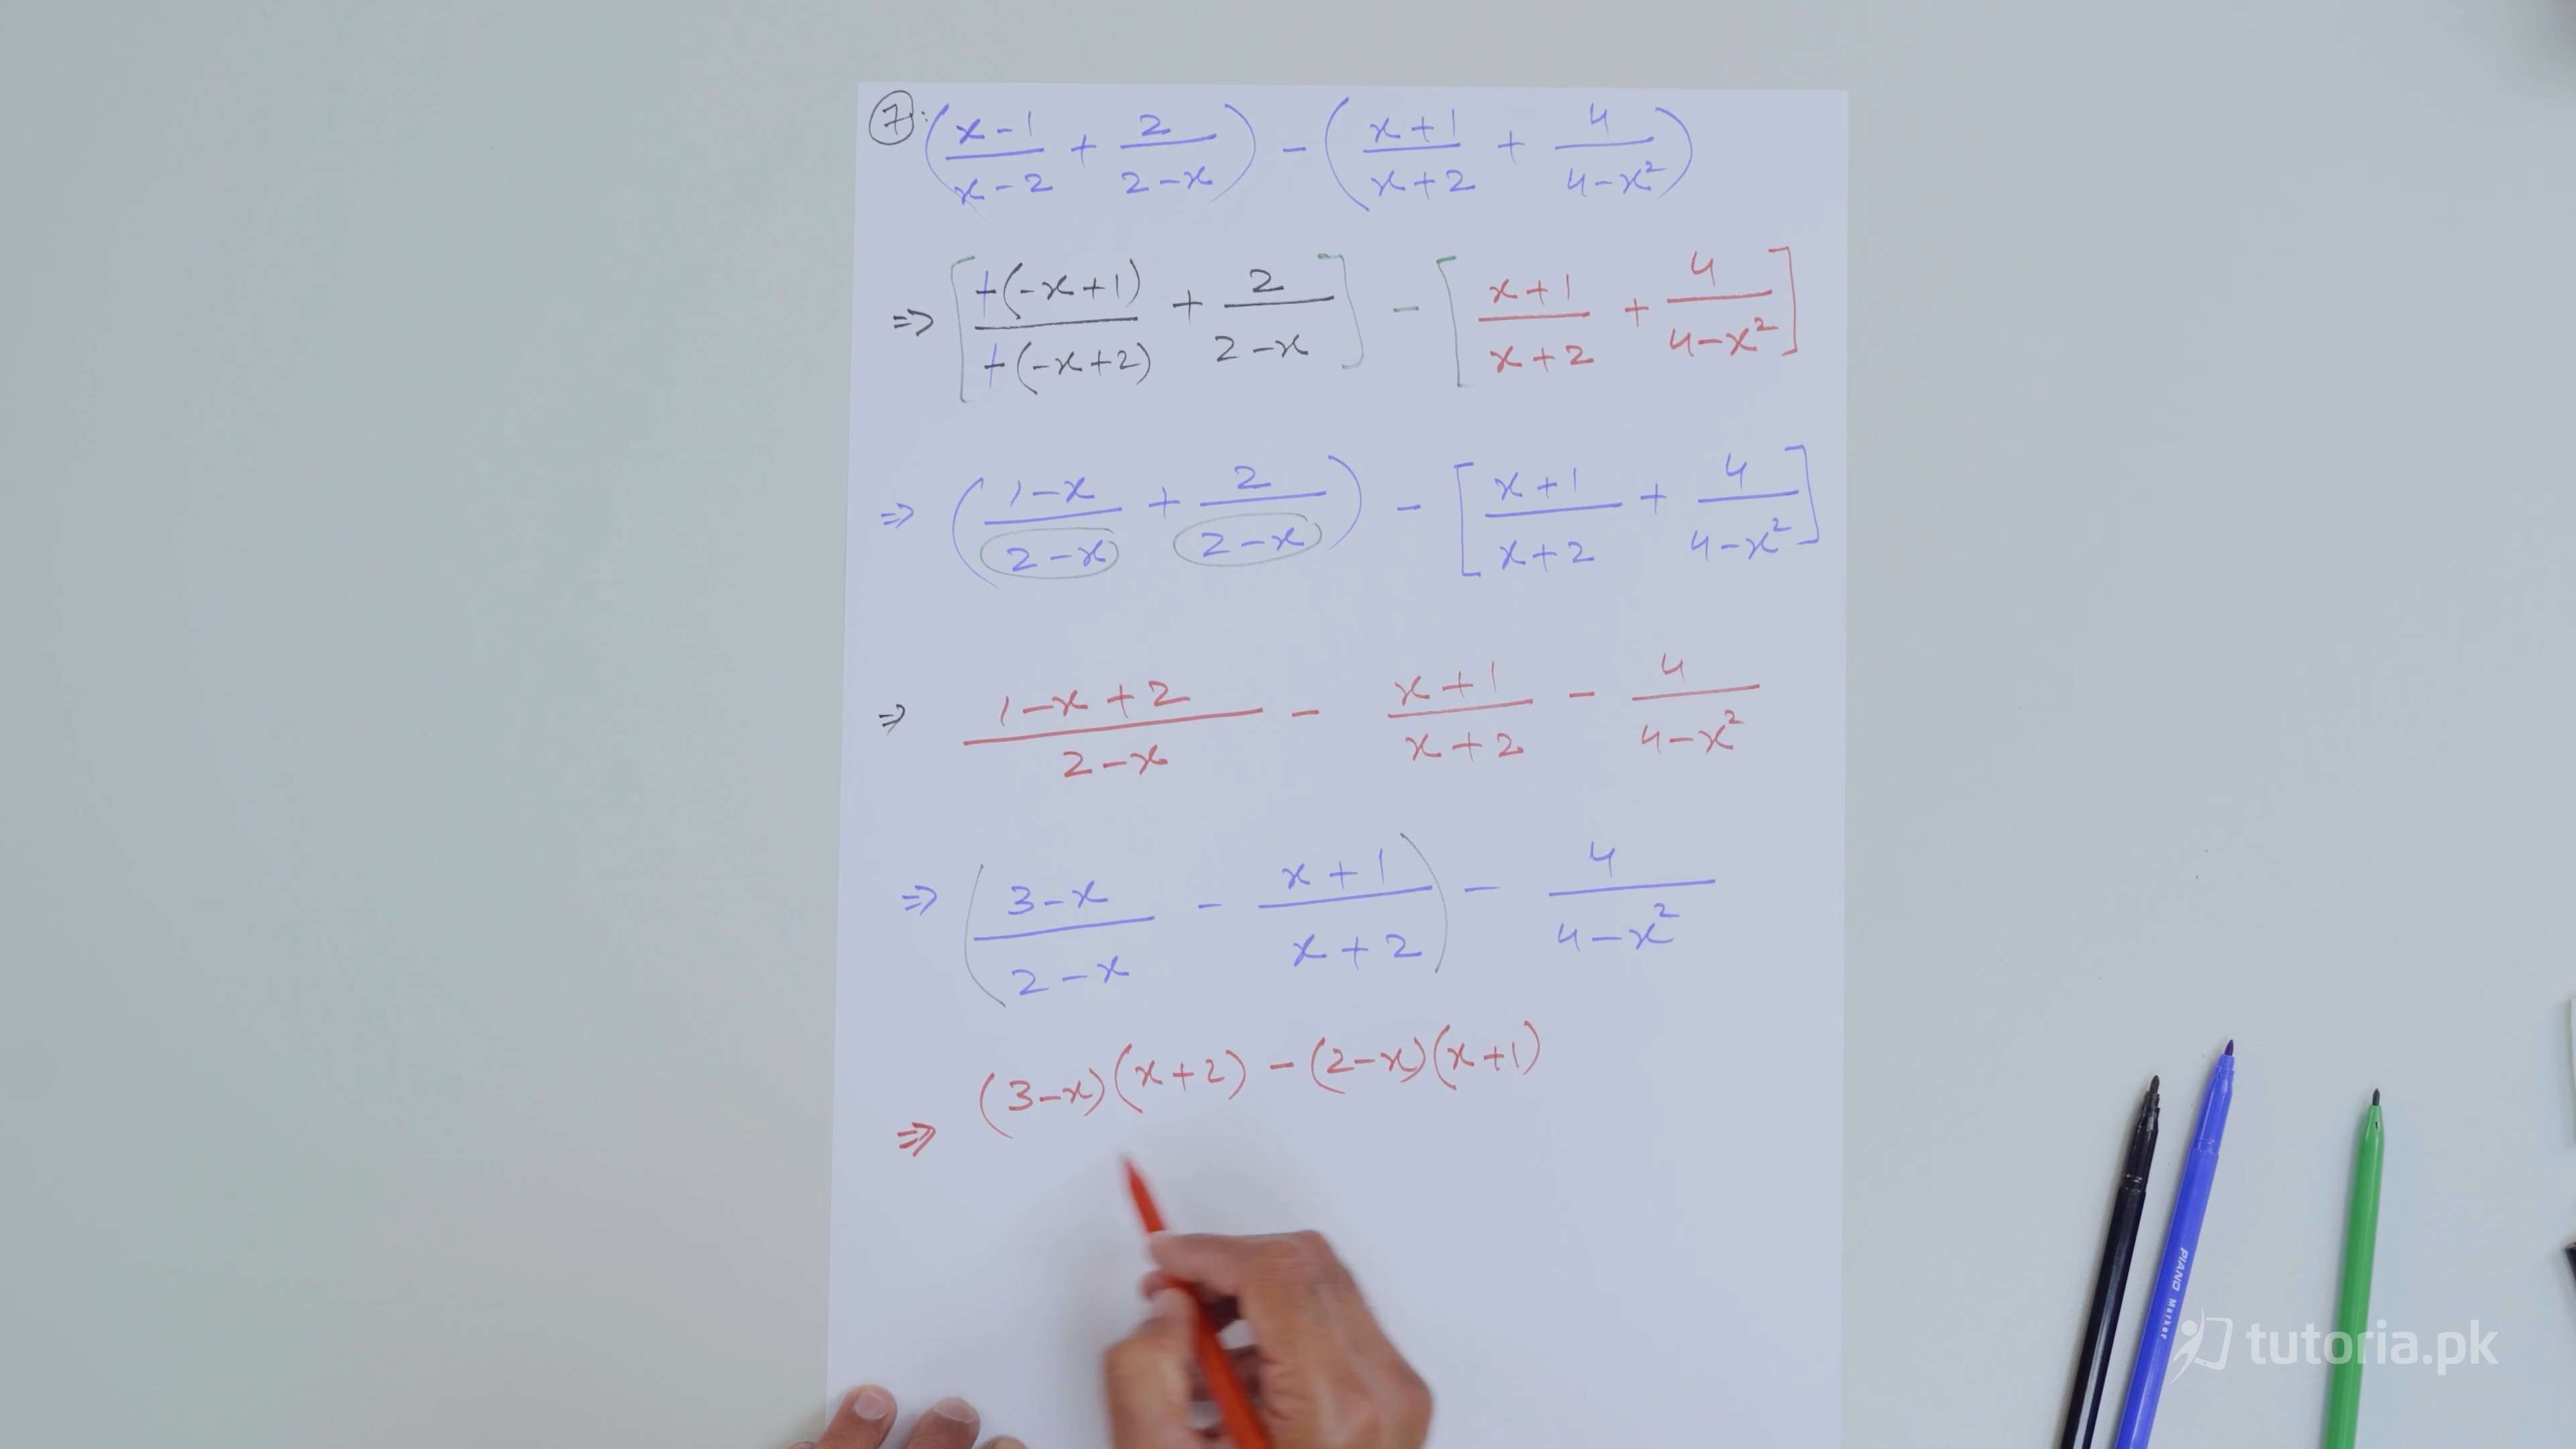 7: (x-1/x-2 + 2/2-x) - (x+1/x+2 + 4/4-x²)
⇒ [+(-x+1)/+(-x+2) + 2/2-x] - [x+1/x+2 + 4/4-x²]
⇒ (1-x/2-x + 2/2-x) - [x+1/x+2 + 4/4-x²]
⇒ 1-x+2/2-x - x+1/x+2 - 4/4-x²
⇒ (3-x/2-x - x+1/x+2) - 4/4-x²
⇒ (3-x)(x+2) - (2-x)(x+1)
PIANO Marker
tutoria.pk